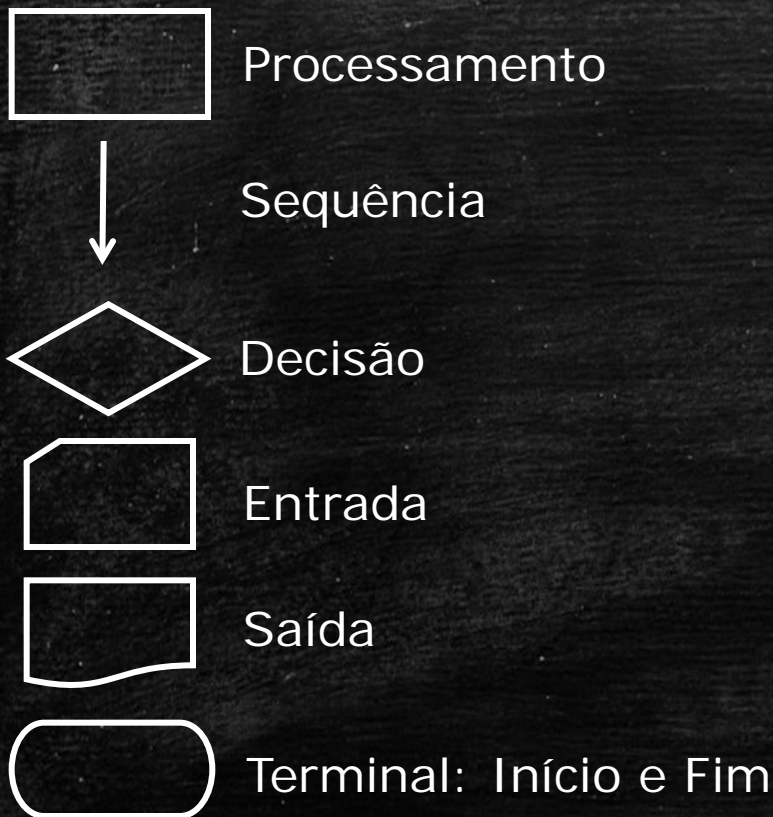 Processamento
Sequência
Decisão
Entrada
Saída
Terminal: Início e Fim